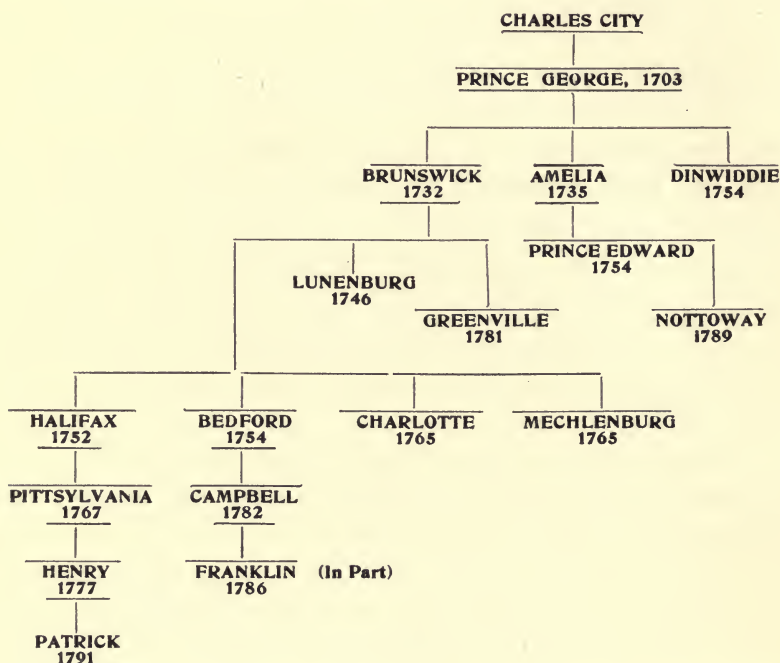 CHARLES CITY
PRINCE GEORGE, 1703
BRUNSWICK
1732
AMELIA
1735
DINWIDDIE
1754
LUNENBURG
1746
PRINCE EDWARD
1754
GREENVILLE
1781
NOTTOWAY
1789
HALIFAX
1752
BEDFORD
1754
CHARLOTTE
1765
MECHLENBURG
1765
PITTSYLVANIA
1767
CAMPBELL
1782
HENRY
1777
FRANKLIN (In Part)
1786
PATRICK
1791